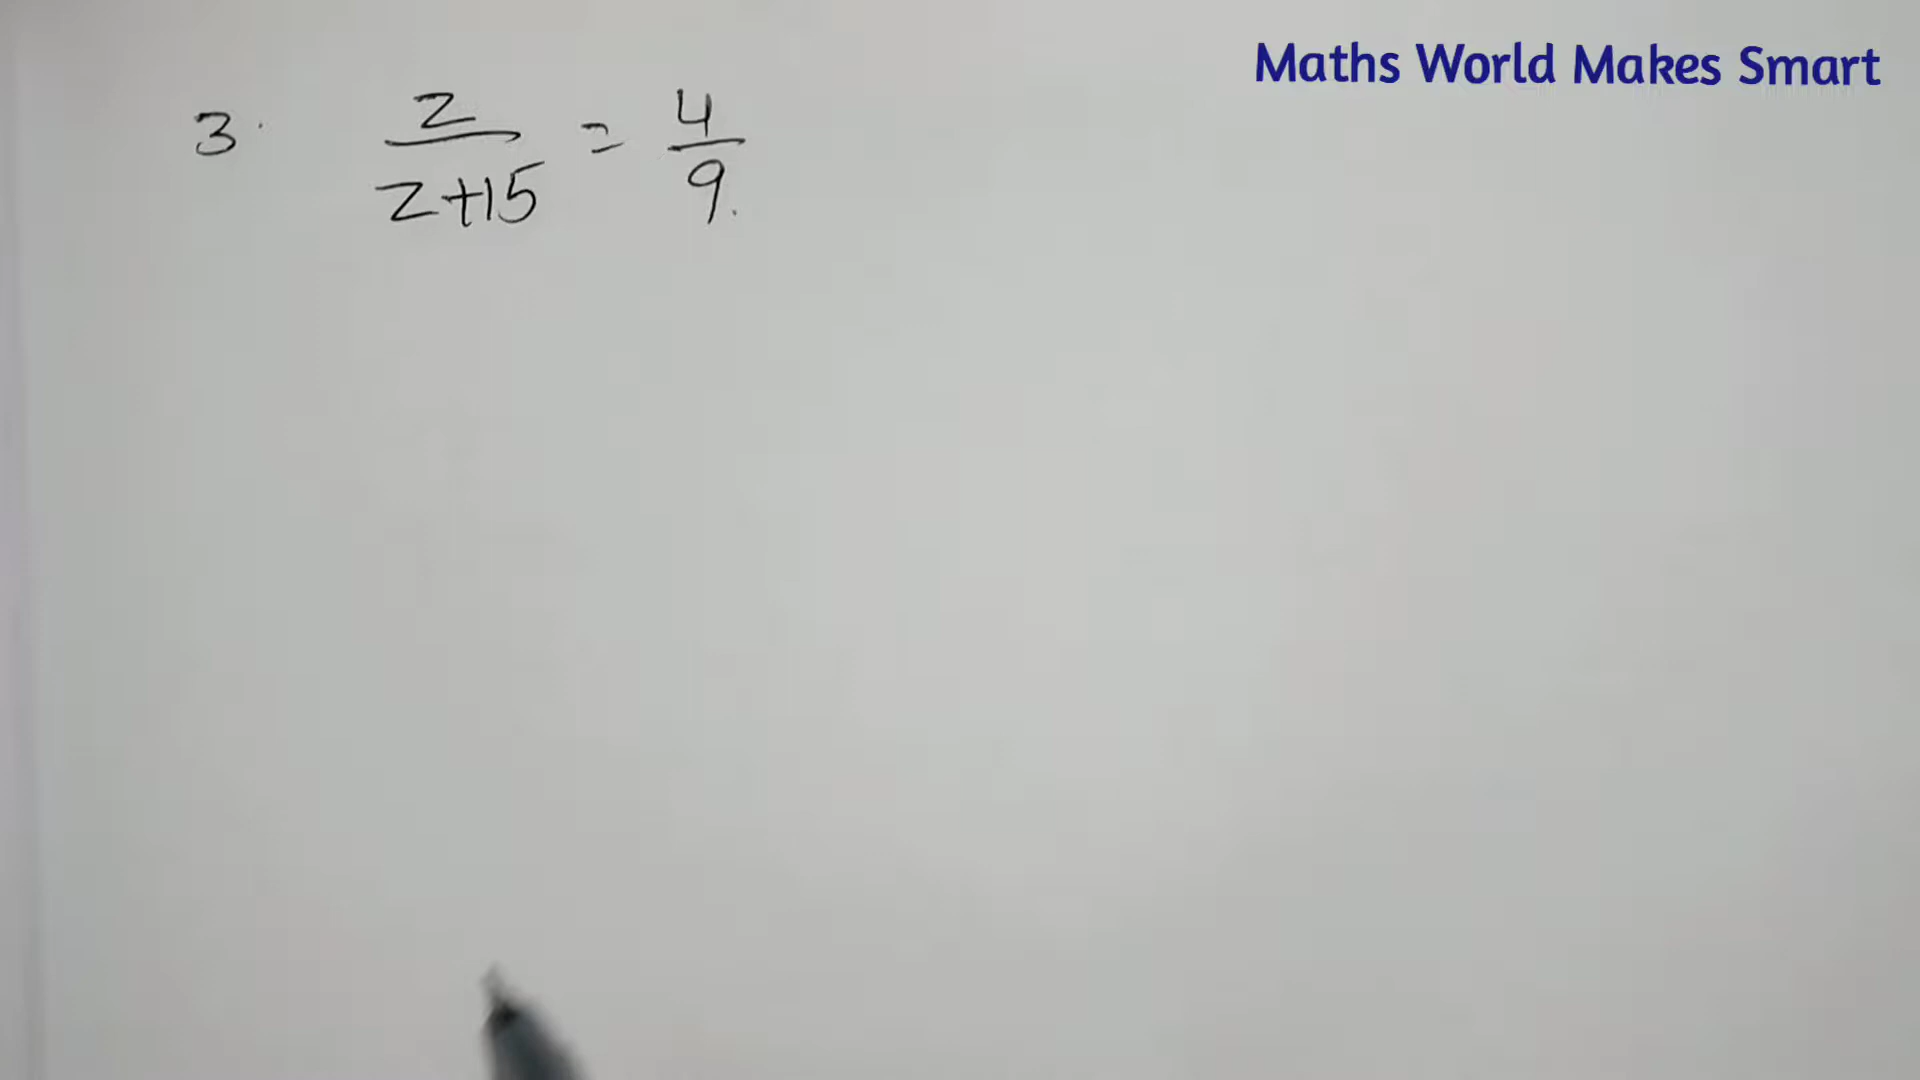 Maths World Makes Smart
3. z/(z+15) = 4/9.